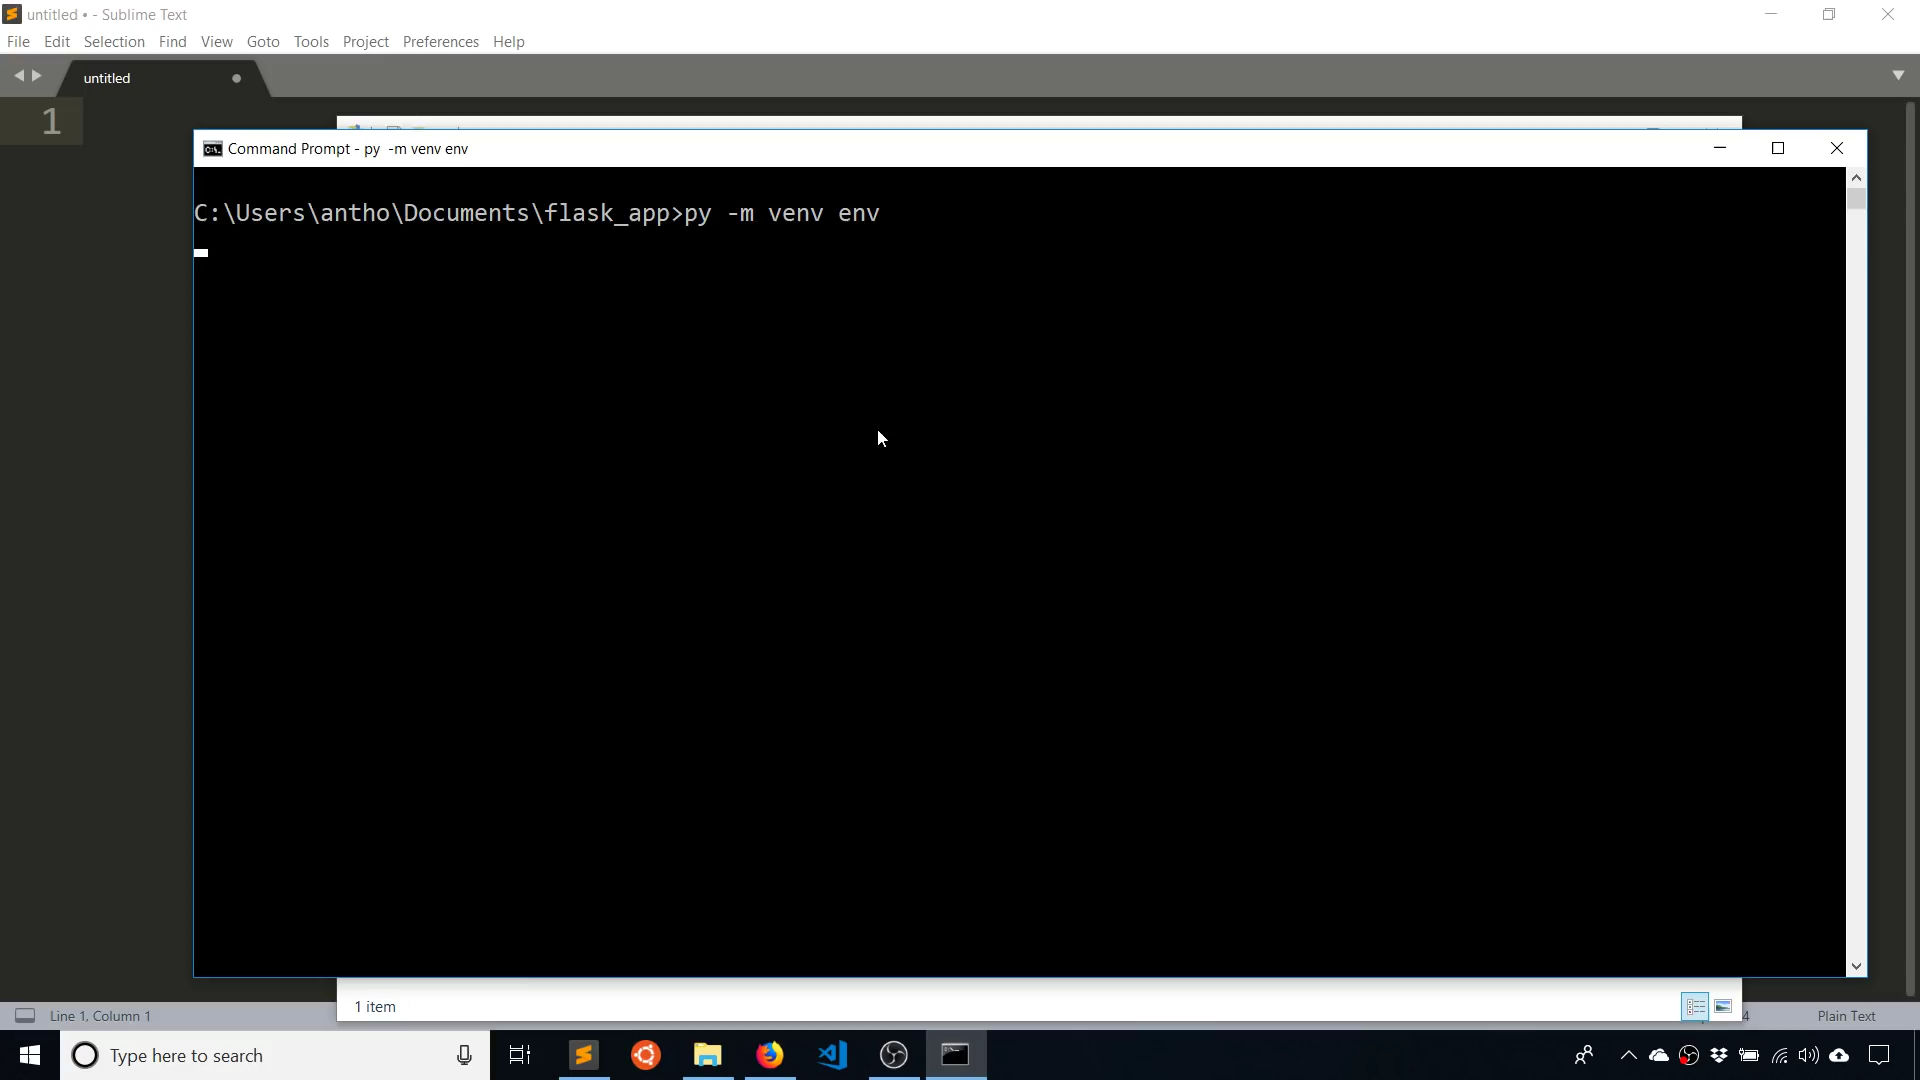 untitled • - Sublime Text
File Edit Selection Find View Goto Tools Project Preferences Help
untitled
1
Command Prompt - py  -m venv env
C:\Users\antho\Documents\flask_app>py -m venv env
1 item
Line 1, Column 1
4
Plain Text
Type here to search